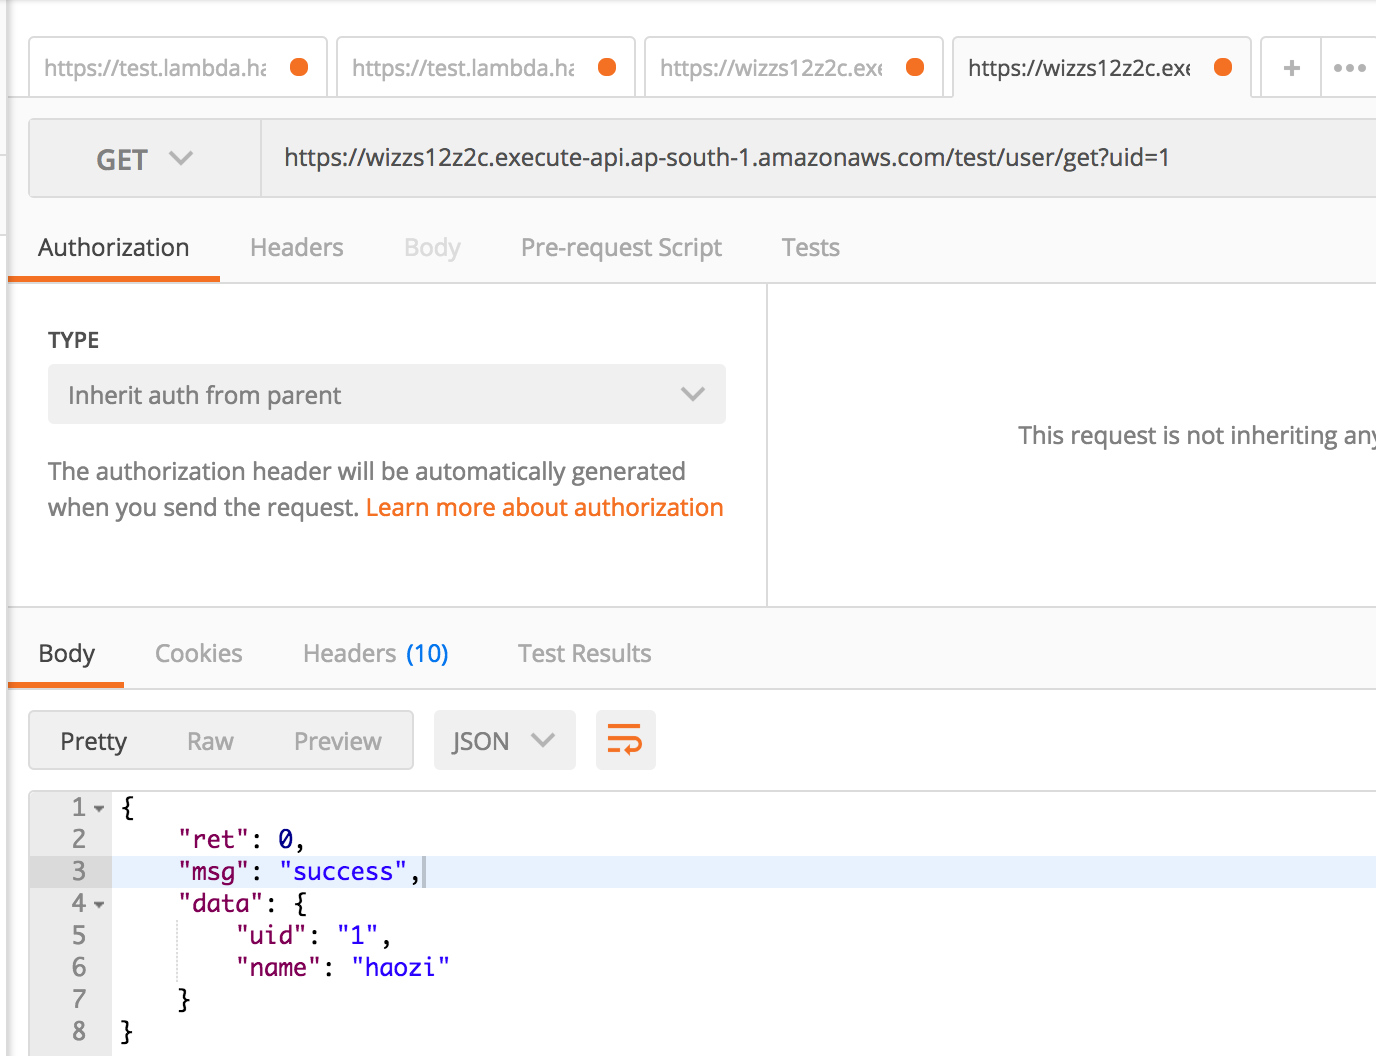 https://test.lambda.ha https://test.lambda.ha https://wizzs12z2c.exe https://wizzs12z2c.exe + •••
GET https://wizzs12z2c.execute-api.ap-south-1.amazonaws.com/test/user/get?uid=1
Authorization Headers Body Pre-request Script Tests
TYPE
Inherit auth from parent
This request is not inheriting any
The authorization header will be automatically generated
when you send the request. Learn more about authorization
Body Cookies Headers (10) Test Results
Pretty Raw Preview JSON
1 {
2 "ret": 0,
3 "msg": "success",
4 "data": {
5 "uid": "1",
6 "name": "haozi"
7 }
8 }